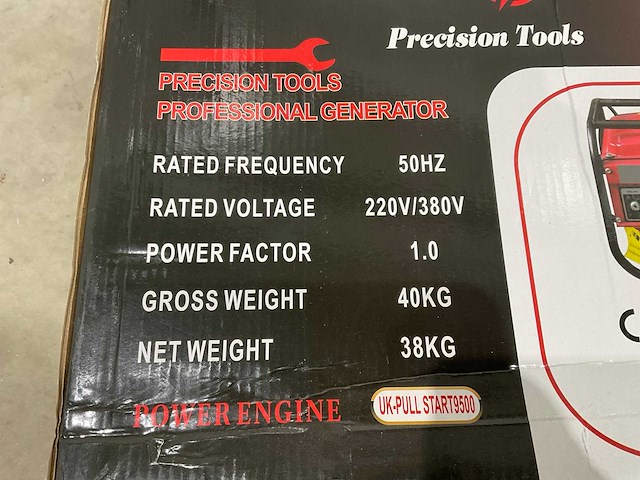 Precision Tools
PRECISION TOOLS
PROFESSIONAL GENERATOR
RATED FREQUENCY 50HZ
RATED VOLTAGE 220V/380V
POWER FACTOR 1.0
GROSS WEIGHT 40KG
NET WEIGHT 38KG
POWER ENGINE UK-PULL START9500